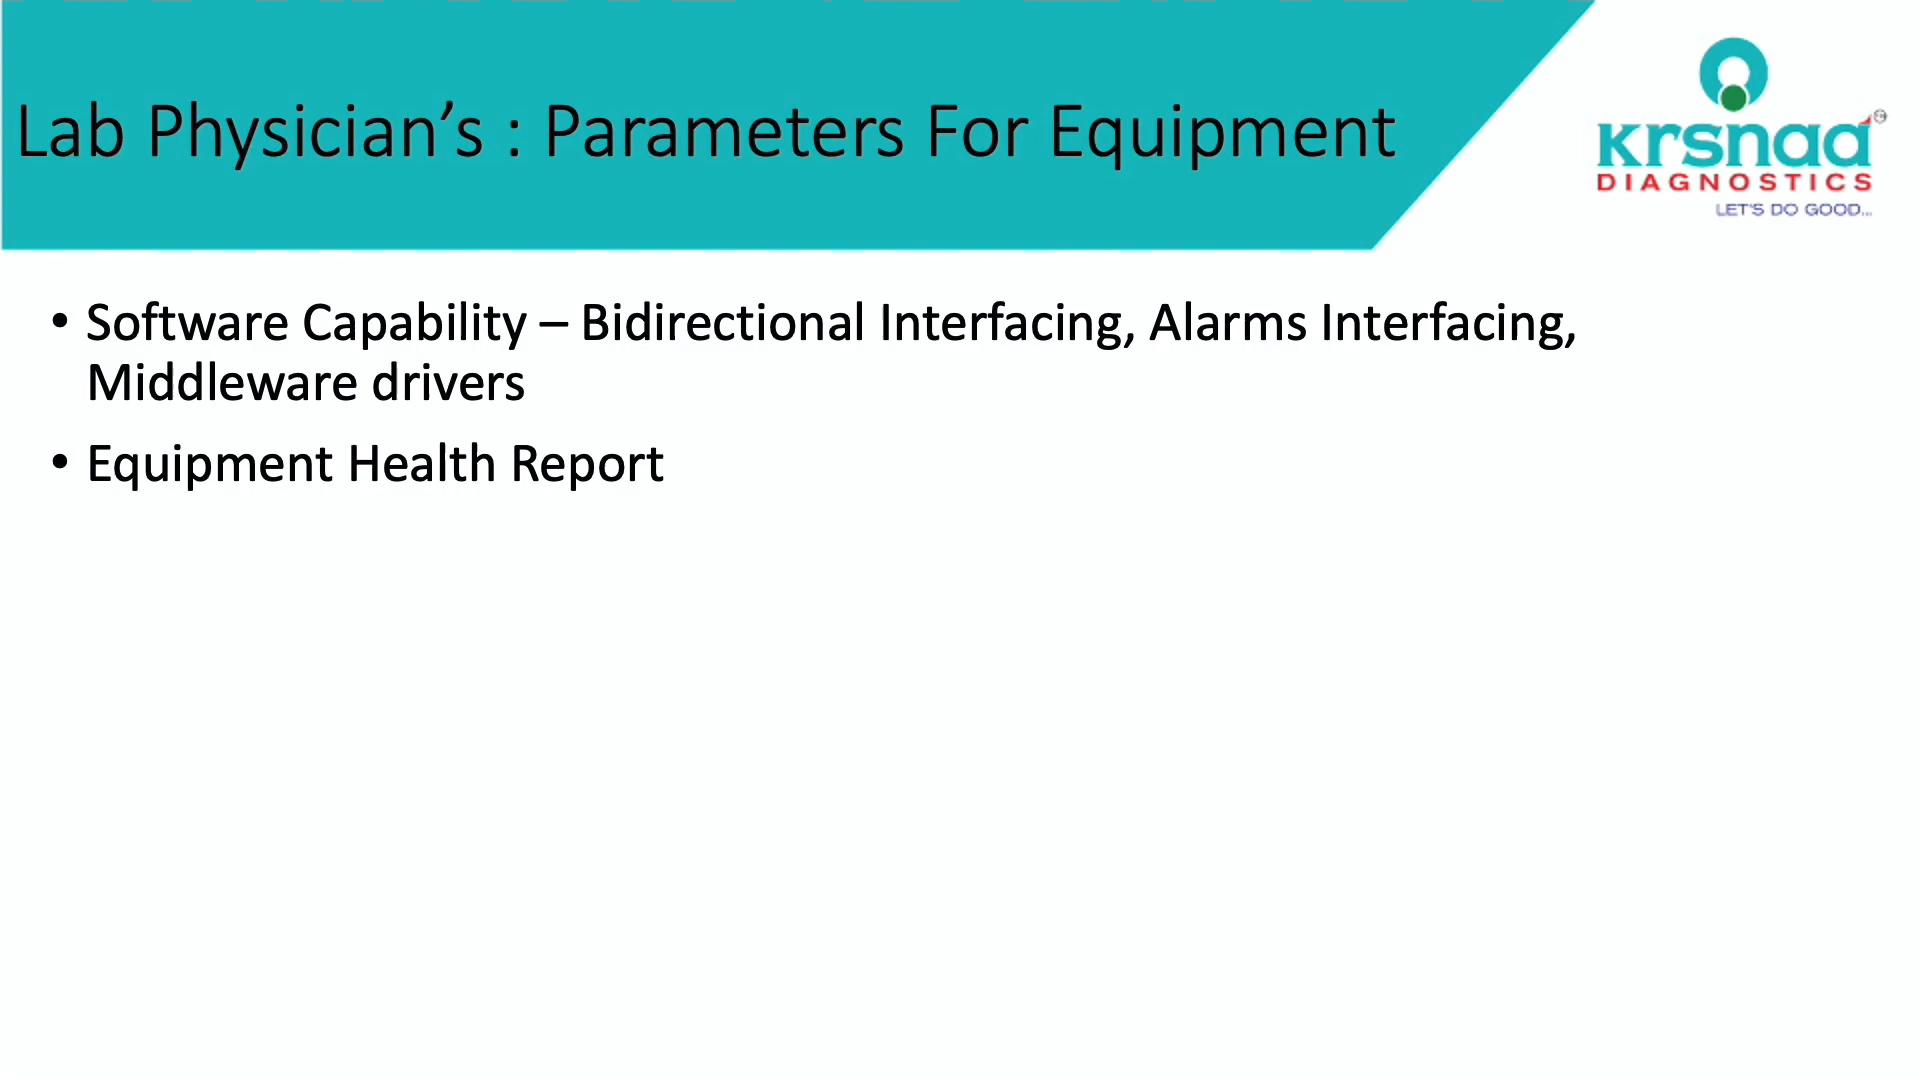 Lab Physician’s : Parameters For Equipment
krsnaa
DIAGNOSTICS
LET'S DO GOOD...
• Software Capability – Bidirectional Interfacing, Alarms Interfacing,
Middleware drivers
• Equipment Health Report